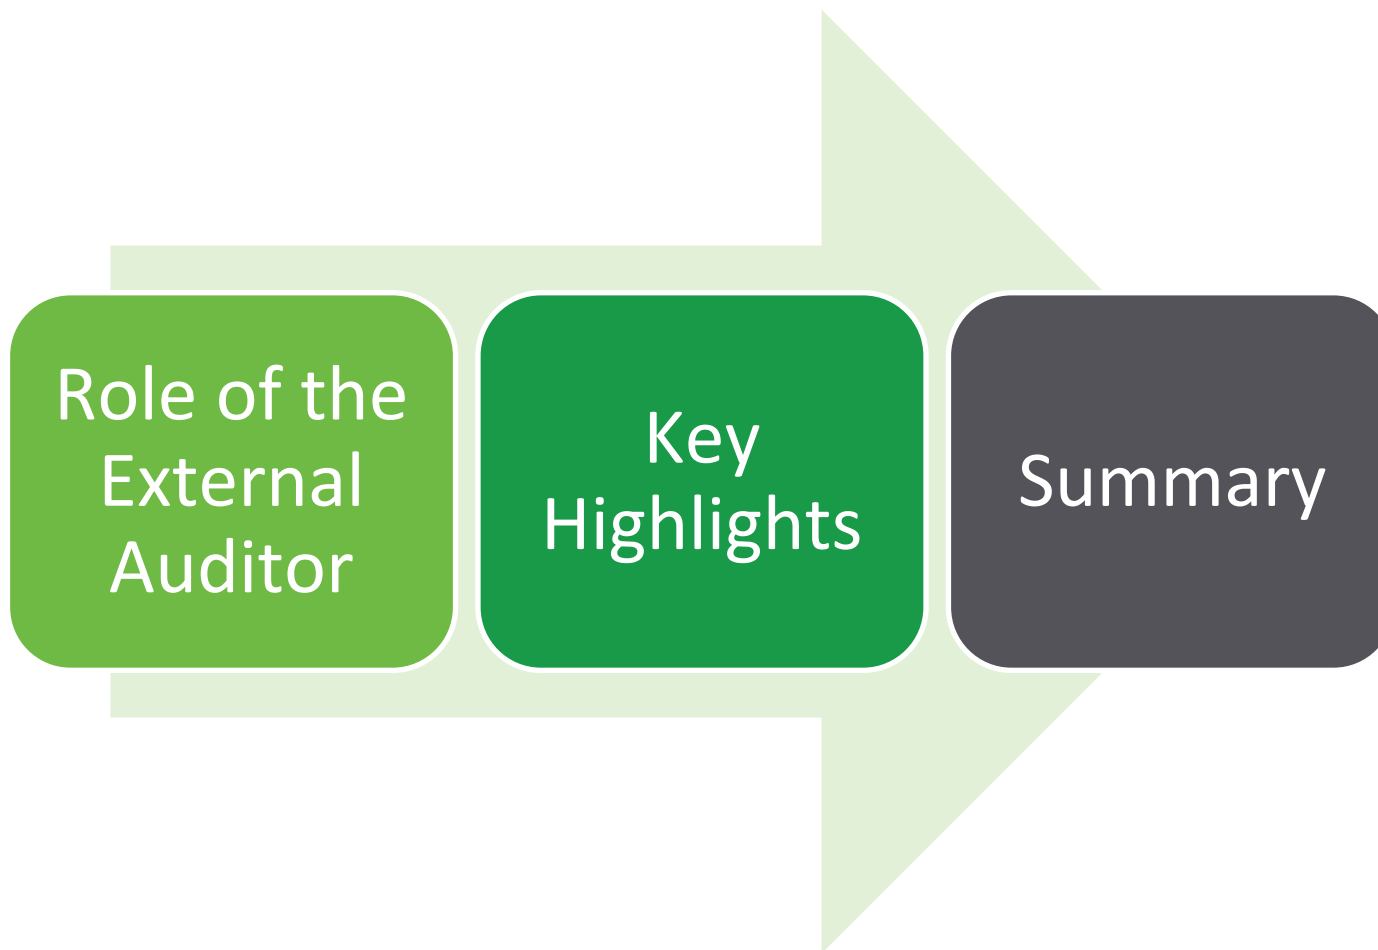 Role of the
External
Auditor
Key
Highlights
Summary